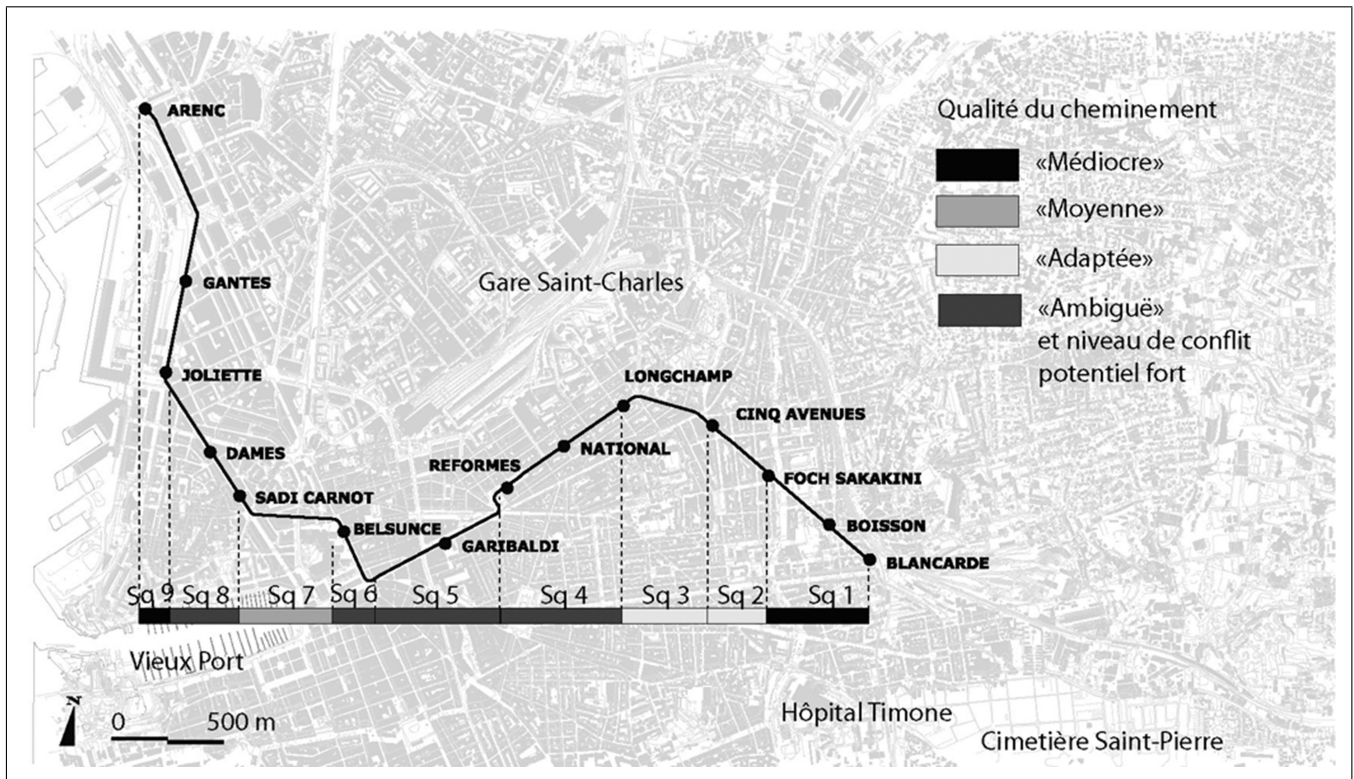 ARENC
GANTES
JOLIETTE
DAMES
SADI CARNOT
BELSUNCE
GARIBALDI
REFORMES
NATIONAL
LONGCHAMP
CINQ AVENUES
FOCH SAKAKINI
BOISSON
BLANCARDE
Gare Saint-Charles
Qualité du cheminement
«Médiocre»
«Moyenne»
«Adaptée»
«Ambiguë»
et niveau de conflit
potentiel fort
Sq 9 Sq 8 Sq 7 Sq 6 Sq 5 Sq 4 Sq 3 Sq 2 Sq 1
Vieux Port
N
0 500 m
Hôpital Timone
Cimetière Saint-Pierre